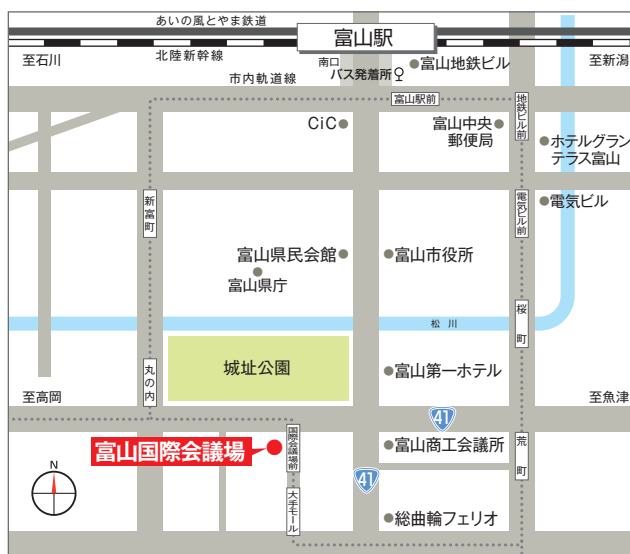 あいの風とやま鉄道
富山駅
至石川
北陸新幹線
南口
富山地鉄ビル
至新潟
バス発着所
市内軌道線
富山駅前
地鉄ビル前
CiC
富山中央
郵便局
ホテルグラン
テラス富山
新富町
電気ビル前
電気ビル
富山県民会館
富山市役所
富山県庁
桜町
松川
丸の内
城址公園
富山第一ホテル
至高岡
至魚津
41
国際会議場前
富山国際会議場
富山商工会議所
荒町
N
41
大手モール
総曲輪フェリオ